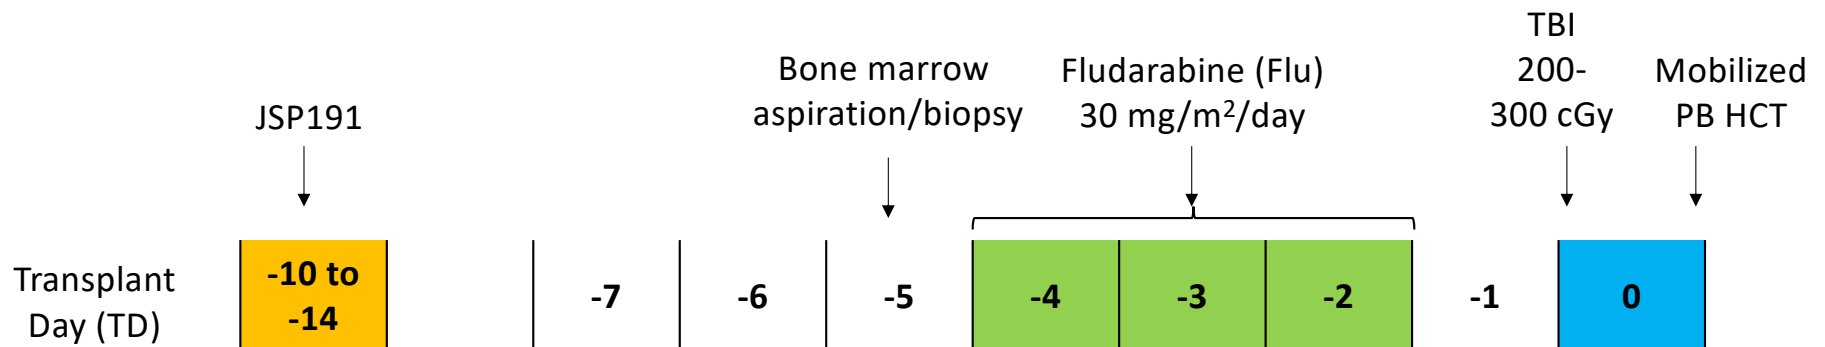 JSP191
Bone marrow
aspiration/biopsy
Fludarabine (Flu)
30 mg/m²/day
TBI
200-
300 cGy
Mobilized
PB HCT
Transplant
Day (TD)
-10 to
-14
-7
-6
-5
-4
-3
-2
-1
0